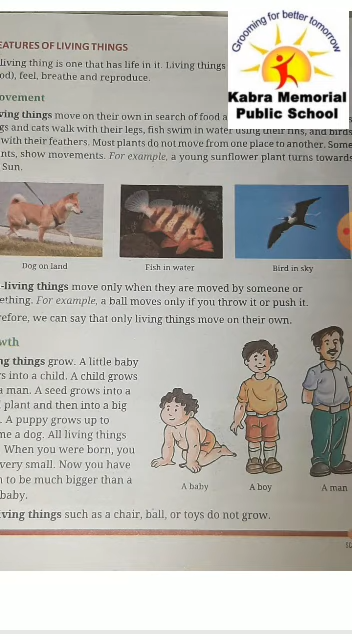 Grooming for better tomorrow
Kabra Memorial
Public School
EATURES OF LIVING THINGS
living thing is one that has life in it. Living things
od), feel, breathe and reproduce.
ovement
ving things move on their own in search of food a
gs and cats walk with their legs, fish swim in water using their fins, and birds
with their feathers. Most plants do not move from one place to another. Some
nts, show movements. For example, a young sunflower plant turns towards
Sun.
Dog on land
Fish in water
Bird in sky
-living things move only when they are moved by someone or
ething. For example, a ball moves only if you throw it or push it.
refore, we can say that only living things move on their own.
wth
ng things grow. A little baby
s into a child. A child grows
a man. A seed grows into a
plant and then into a big
. A puppy grows up to
me a dog. All living things
When you were born, you
very small. Now you have
n to be much bigger than a
baby.
A baby
A boy
A man
ving things such as a chair, ball, or toys do not grow.